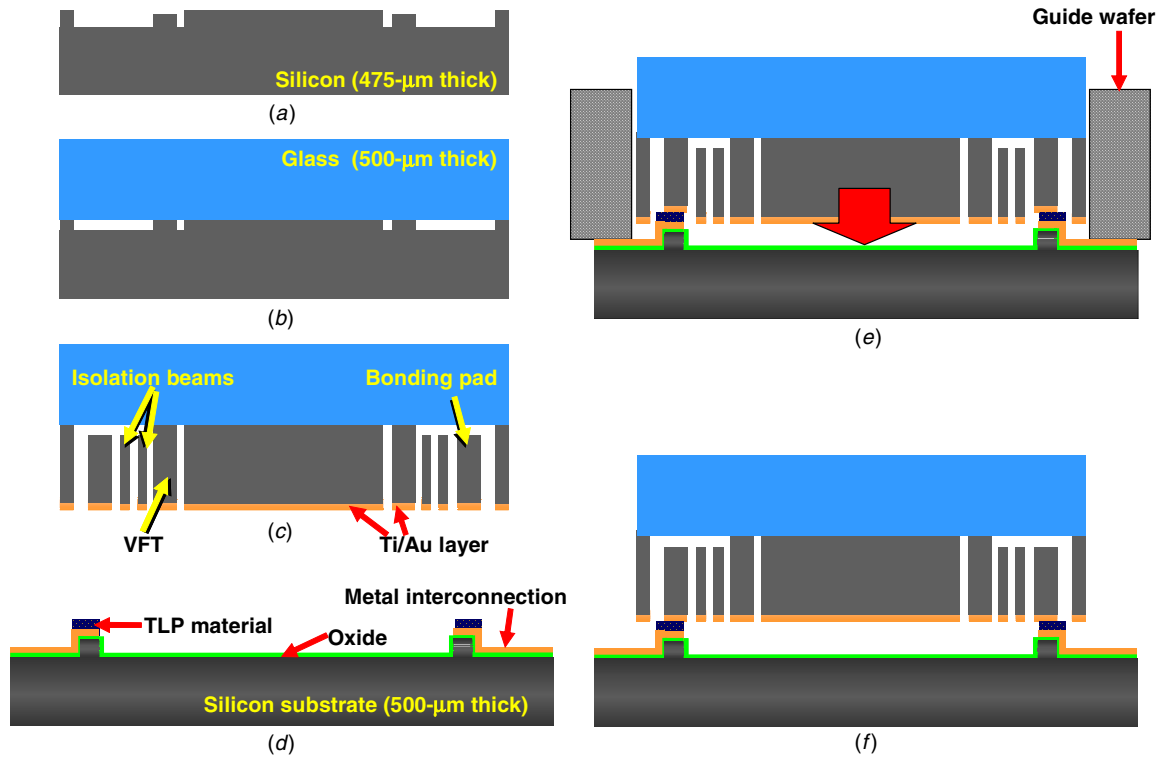 Silicon (475-μm thick)
(a)
Glass (500-μm thick)
(b)
Isolation beams
Bonding pad
VFT
(c)
Ti/Au layer
Metal interconnection
TLP material
Oxide
Silicon substrate (500-μm thick)
(d)
Guide wafer
(e)
(f)